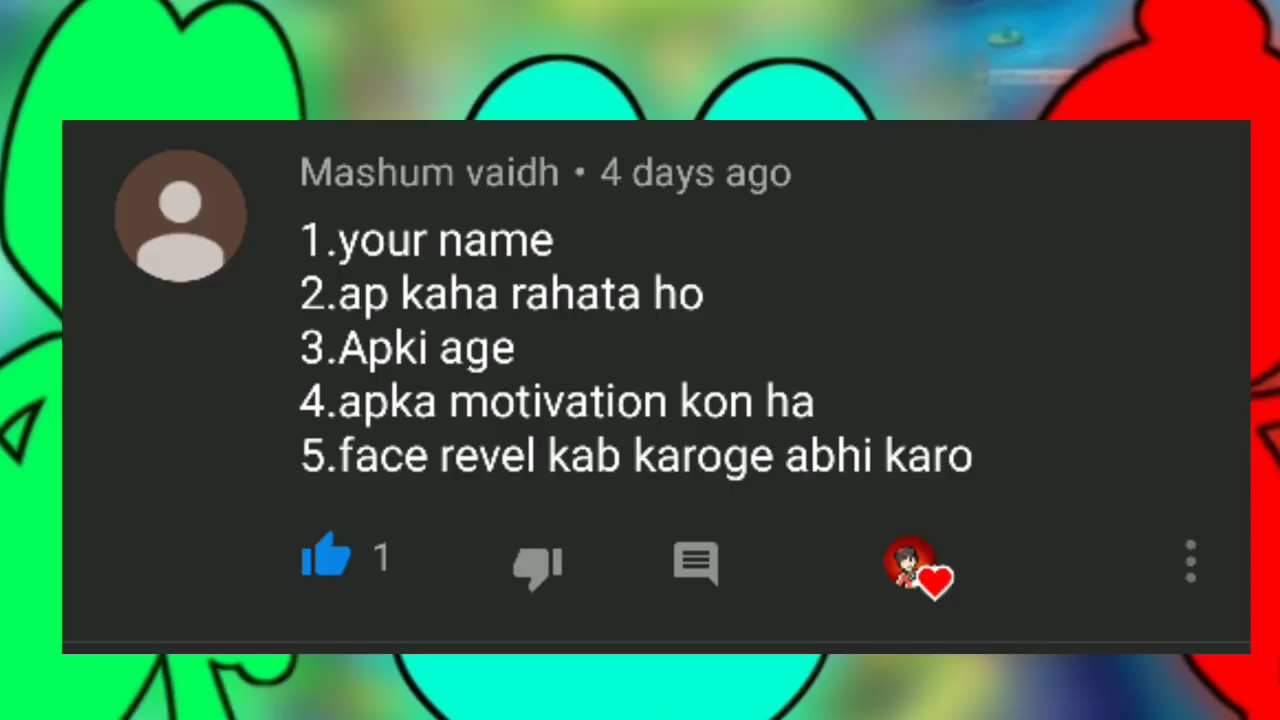 Mashum vaidh • 4 days ago
1.your name
2.ap kaha rahata ho
3.Apki age
4.apka motivation kon ha
5.face revel kab karoge abhi karo
1